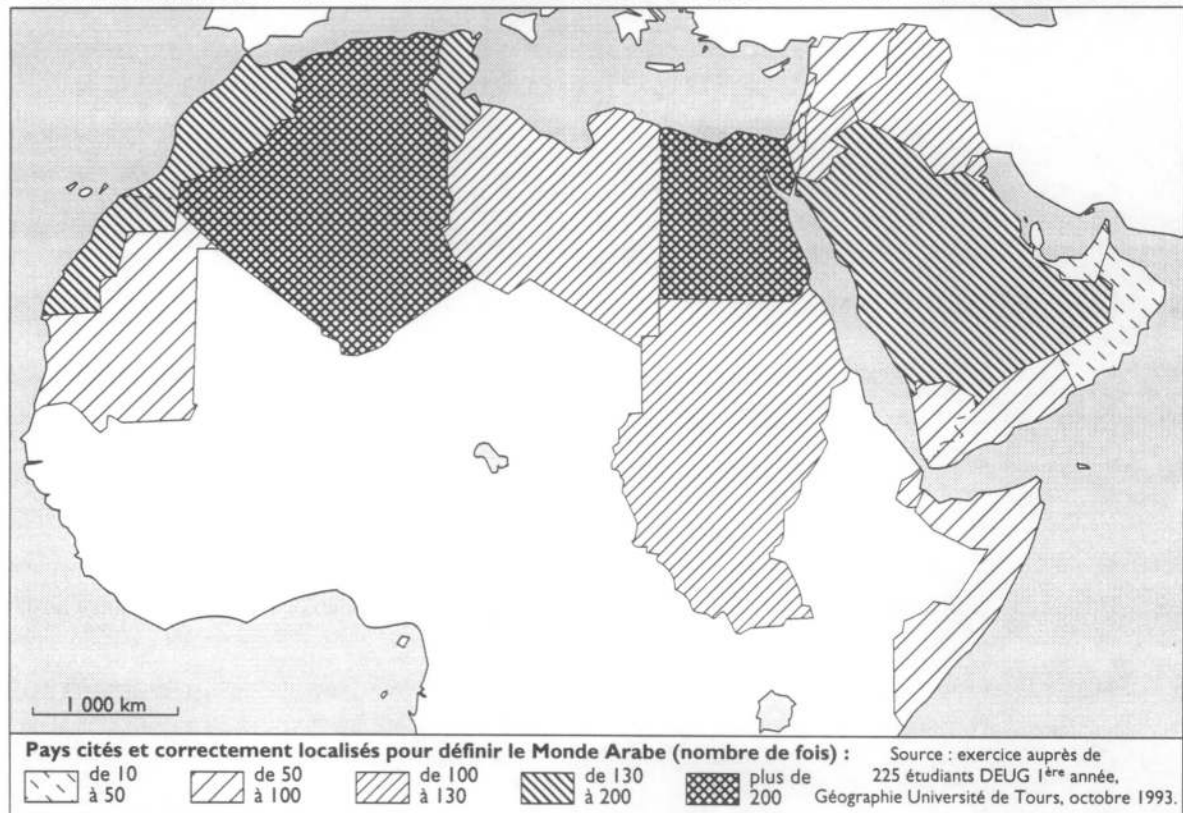 1 000 km
Pays cités et correctement localisés pour définir le Monde Arabe (nombre de fois) :
de 10
à 50
de 50
à 100
de 100
à 130
de 130
à 200
plus de
200
Source : exercice auprès de
225 étudiants DEUG 1ère année,
Géographie Université de Tours, octobre 1993.